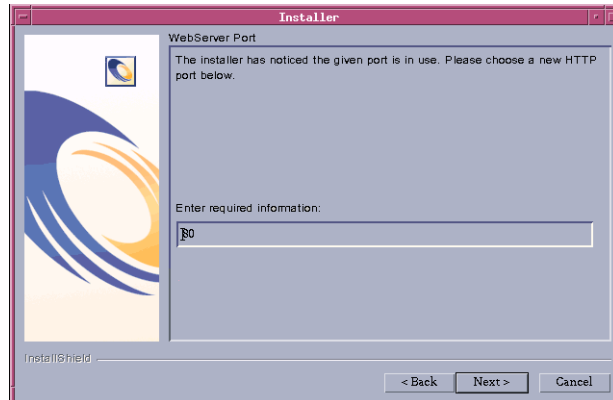 Installer
WebServer Port
The installer has noticed the given port is in use. Please choose a new HTTP
port below.
Enter required information:
80
InstallShield
< Back
Next >
Cancel